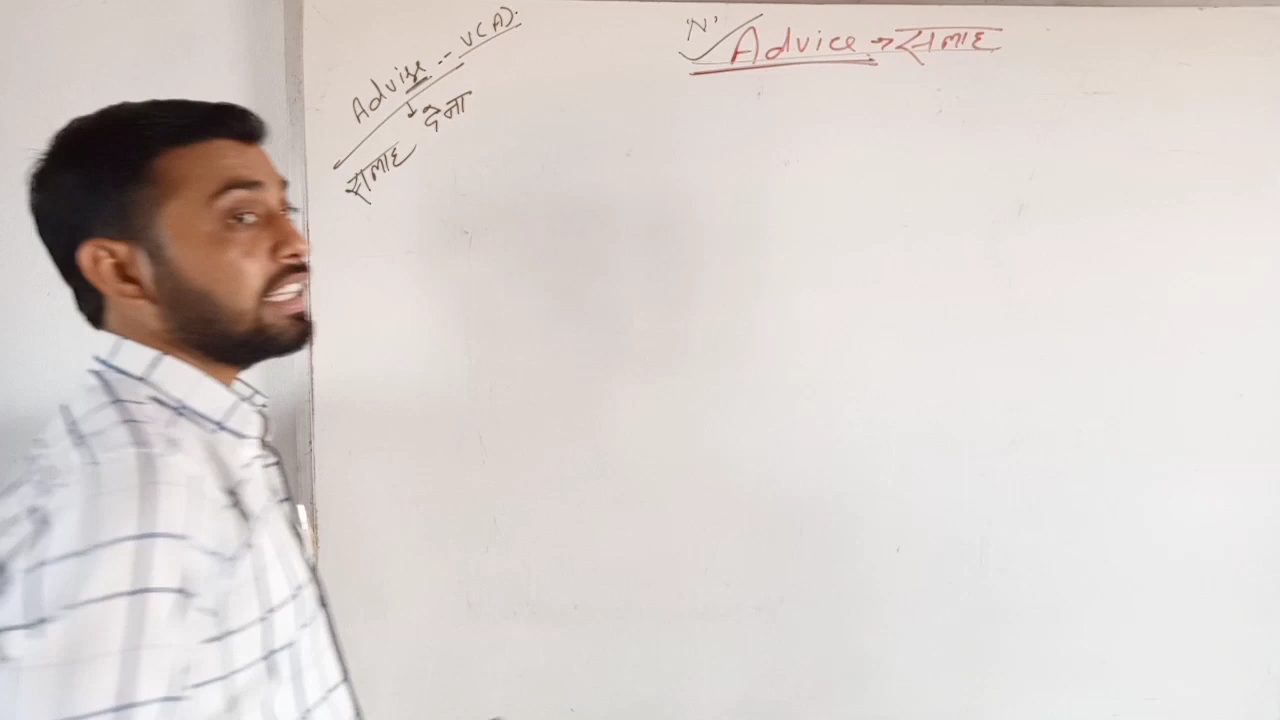 Advise -- V(A).
सलाह देना
'N'
Advice → सलाह